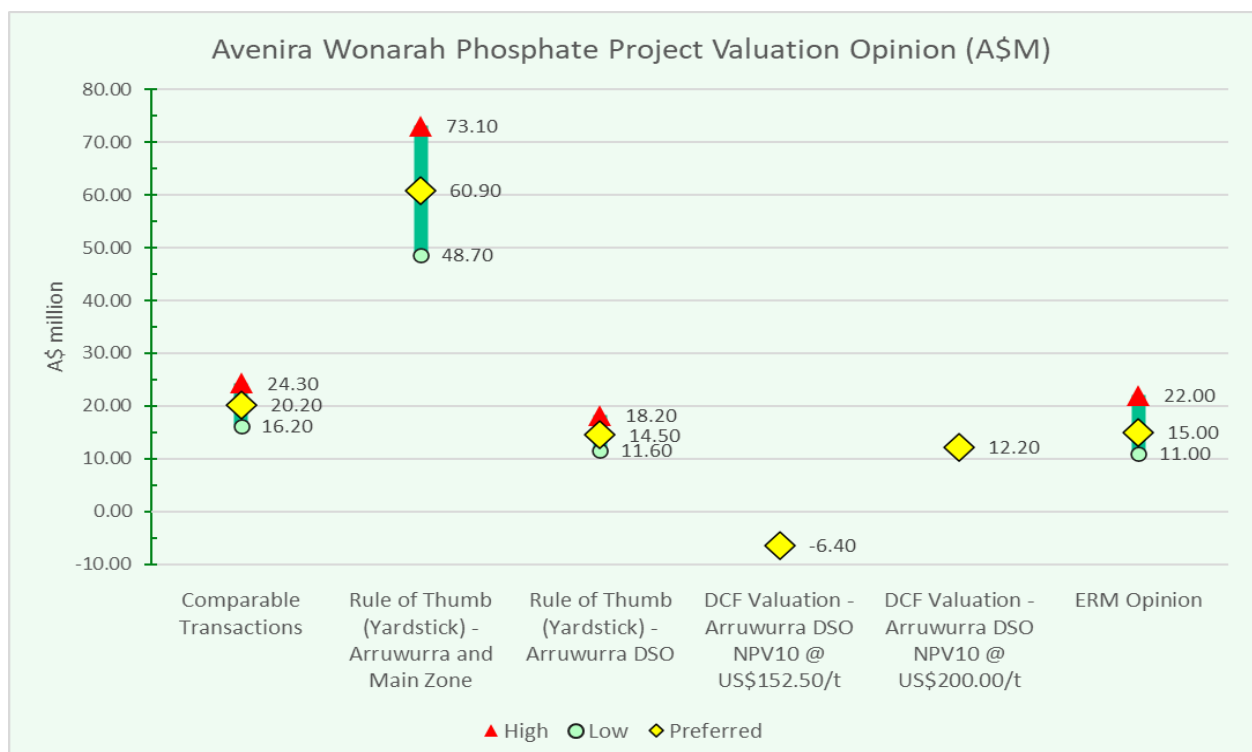 Avenira Wonarah Phosphate Project Valuation Opinion (A$M)
A$ million
80.00
70.00
60.00
50.00
40.00
30.00
20.00
10.00
0.00
-10.00
24.30
20.20
16.20
73.10
60.90
48.70
18.20
14.50
11.60
-6.40
12.20
22.00
15.00
11.00
Comparable
Transactions
Rule of Thumb
(Yardstick) -
Arruwurra and
Main Zone
Rule of Thumb
(Yardstick) -
Arruwurra DSO
DCF Valuation -
Arruwurra DSO
NPV10 @
US$152.50/t
DCF Valuation -
Arruwurra DSO
NPV10 @
US$200.00/t
ERM Opinion
High Low Preferred